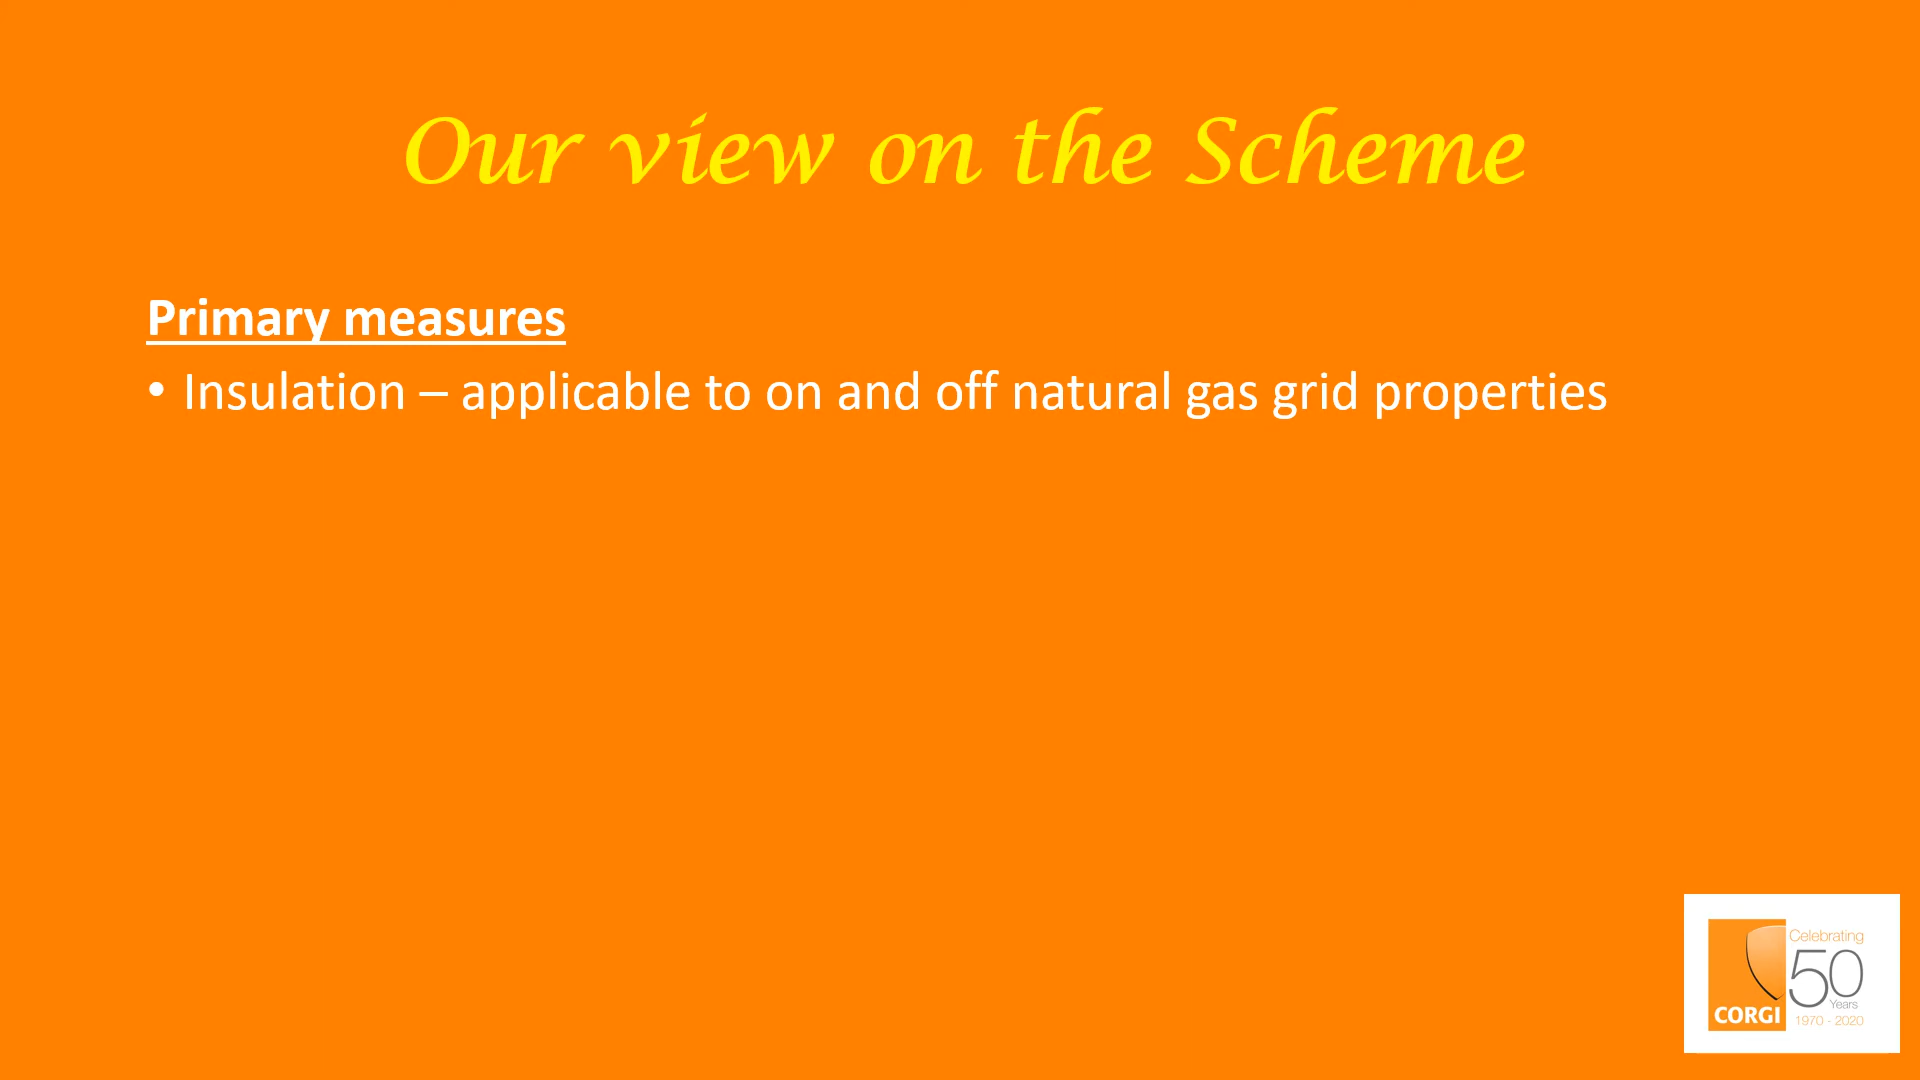 Our view on the Scheme
Primary measures
• Insulation – applicable to on and off natural gas grid properties
Celebrating
50
Years
CORGI
1970 - 2020